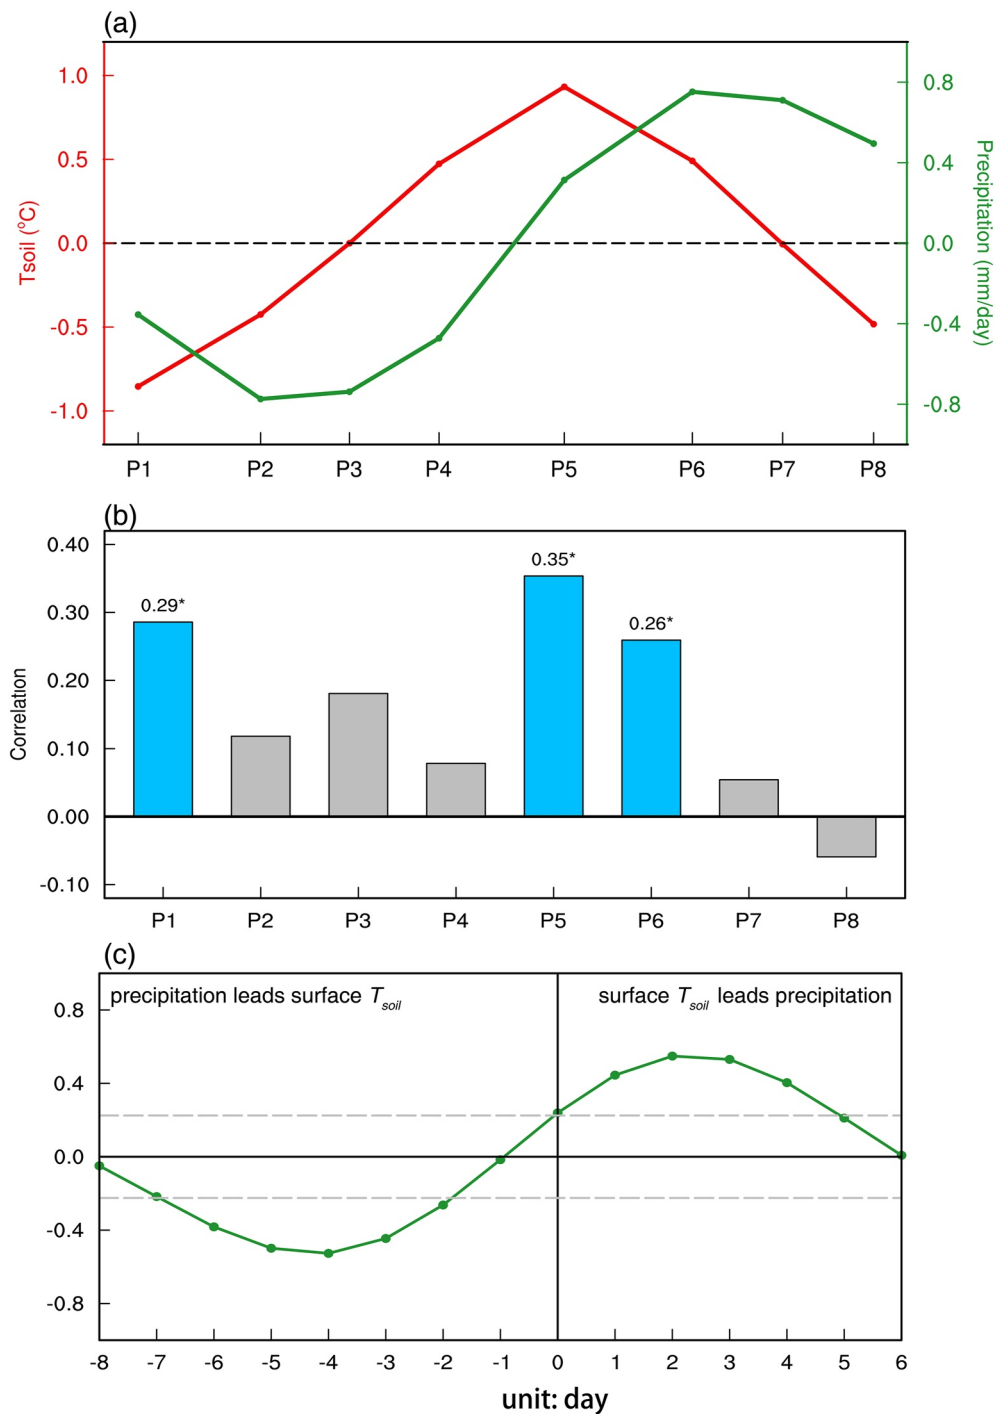 (a)
1.0
0.5
0.0
-0.5
-1.0
Tsoil (°C)
0.8
0.4
0.0
-0.4
-0.8
Precipitation (mm/day)
P1 P2 P3 P4 P5 P6 P7 P8
(b)
0.40
0.30
0.20
0.10
0.00
-0.10
Correlation
0.29*
0.35*
0.26*
P1 P2 P3 P4 P5 P6 P7 P8
(c)
precipitation leads surface Tsoil
surface Tsoil leads precipitation
0.8
0.4
0.0
-0.4
-0.8
-8 -7 -6 -5 -4 -3 -2 -1 0 1 2 3 4 5 6
unit: day